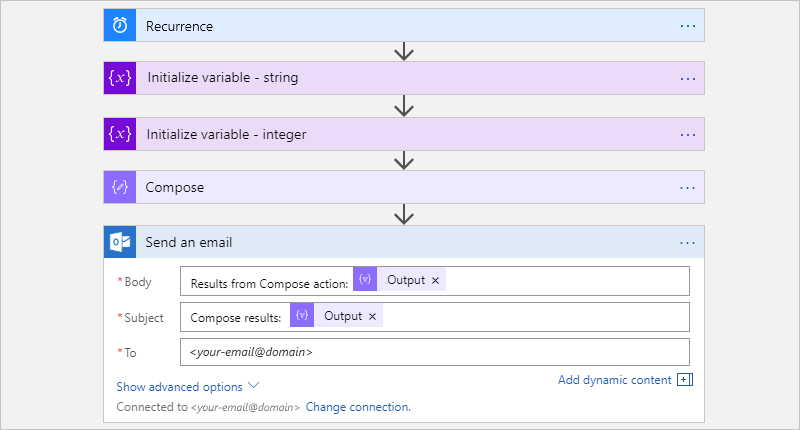 Recurrence ...
{x} Initialize variable - string ...
{x} Initialize variable - integer ...
Compose ...
Send an email ...
*Body Results from Compose action: {v} Output ×
*Subject Compose results: {v} Output ×
*To <your-email@domain>
Show advanced options Add dynamic content
Connected to <your-email@domain> Change connection.